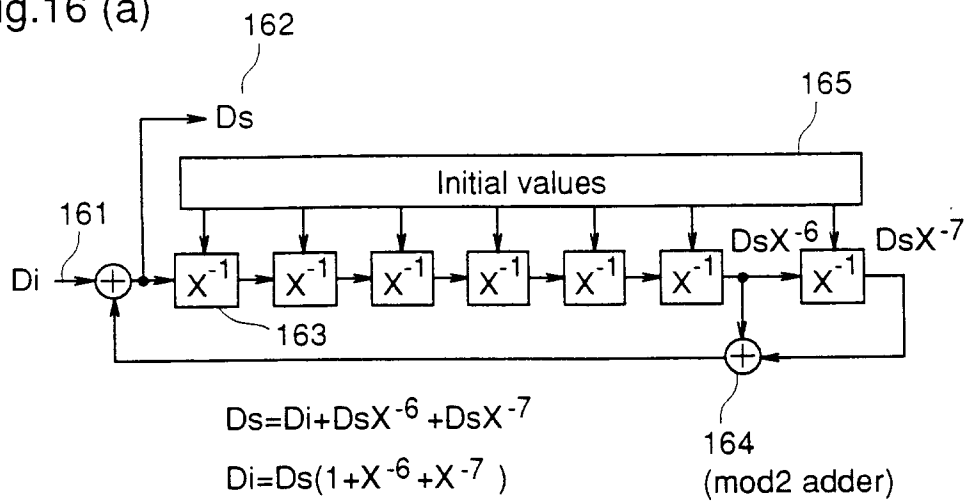 ig.16 (a)
162
Ds
165
Initial values
161
DsX⁻⁶ DsX⁻⁷
Di + X⁻¹ X⁻¹ X⁻¹ X⁻¹ X⁻¹ X⁻¹ X⁻¹
163
+
Ds=Di+DsX⁻⁶+DsX⁻⁷
164
Di=Ds(1+X⁻⁶+X⁻⁷)
(mod2 adder)